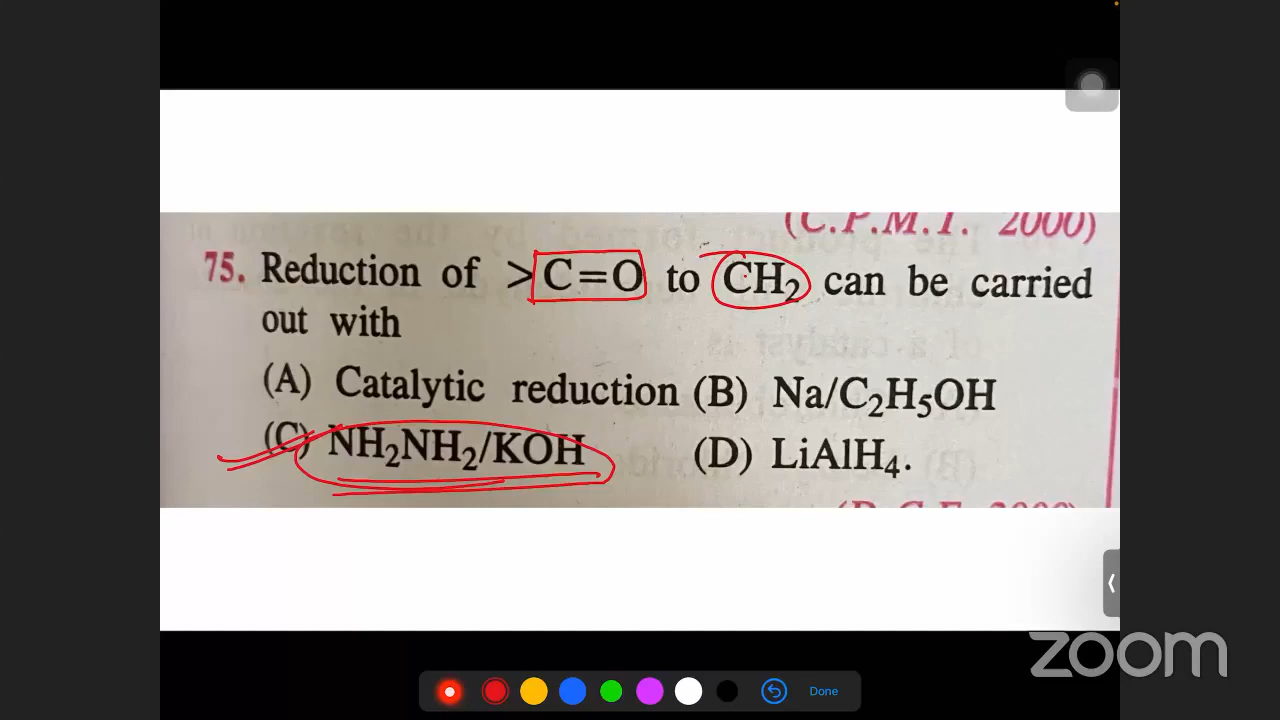 (C.P.M.T. 2000)
75. Reduction of >C=O to CH₂ can be carried
out with
(A) Catalytic reduction (B) Na/C₂H₅OH
(C) NH₂NH₂/KOH (D) LiAlH₄.
Done
zoom